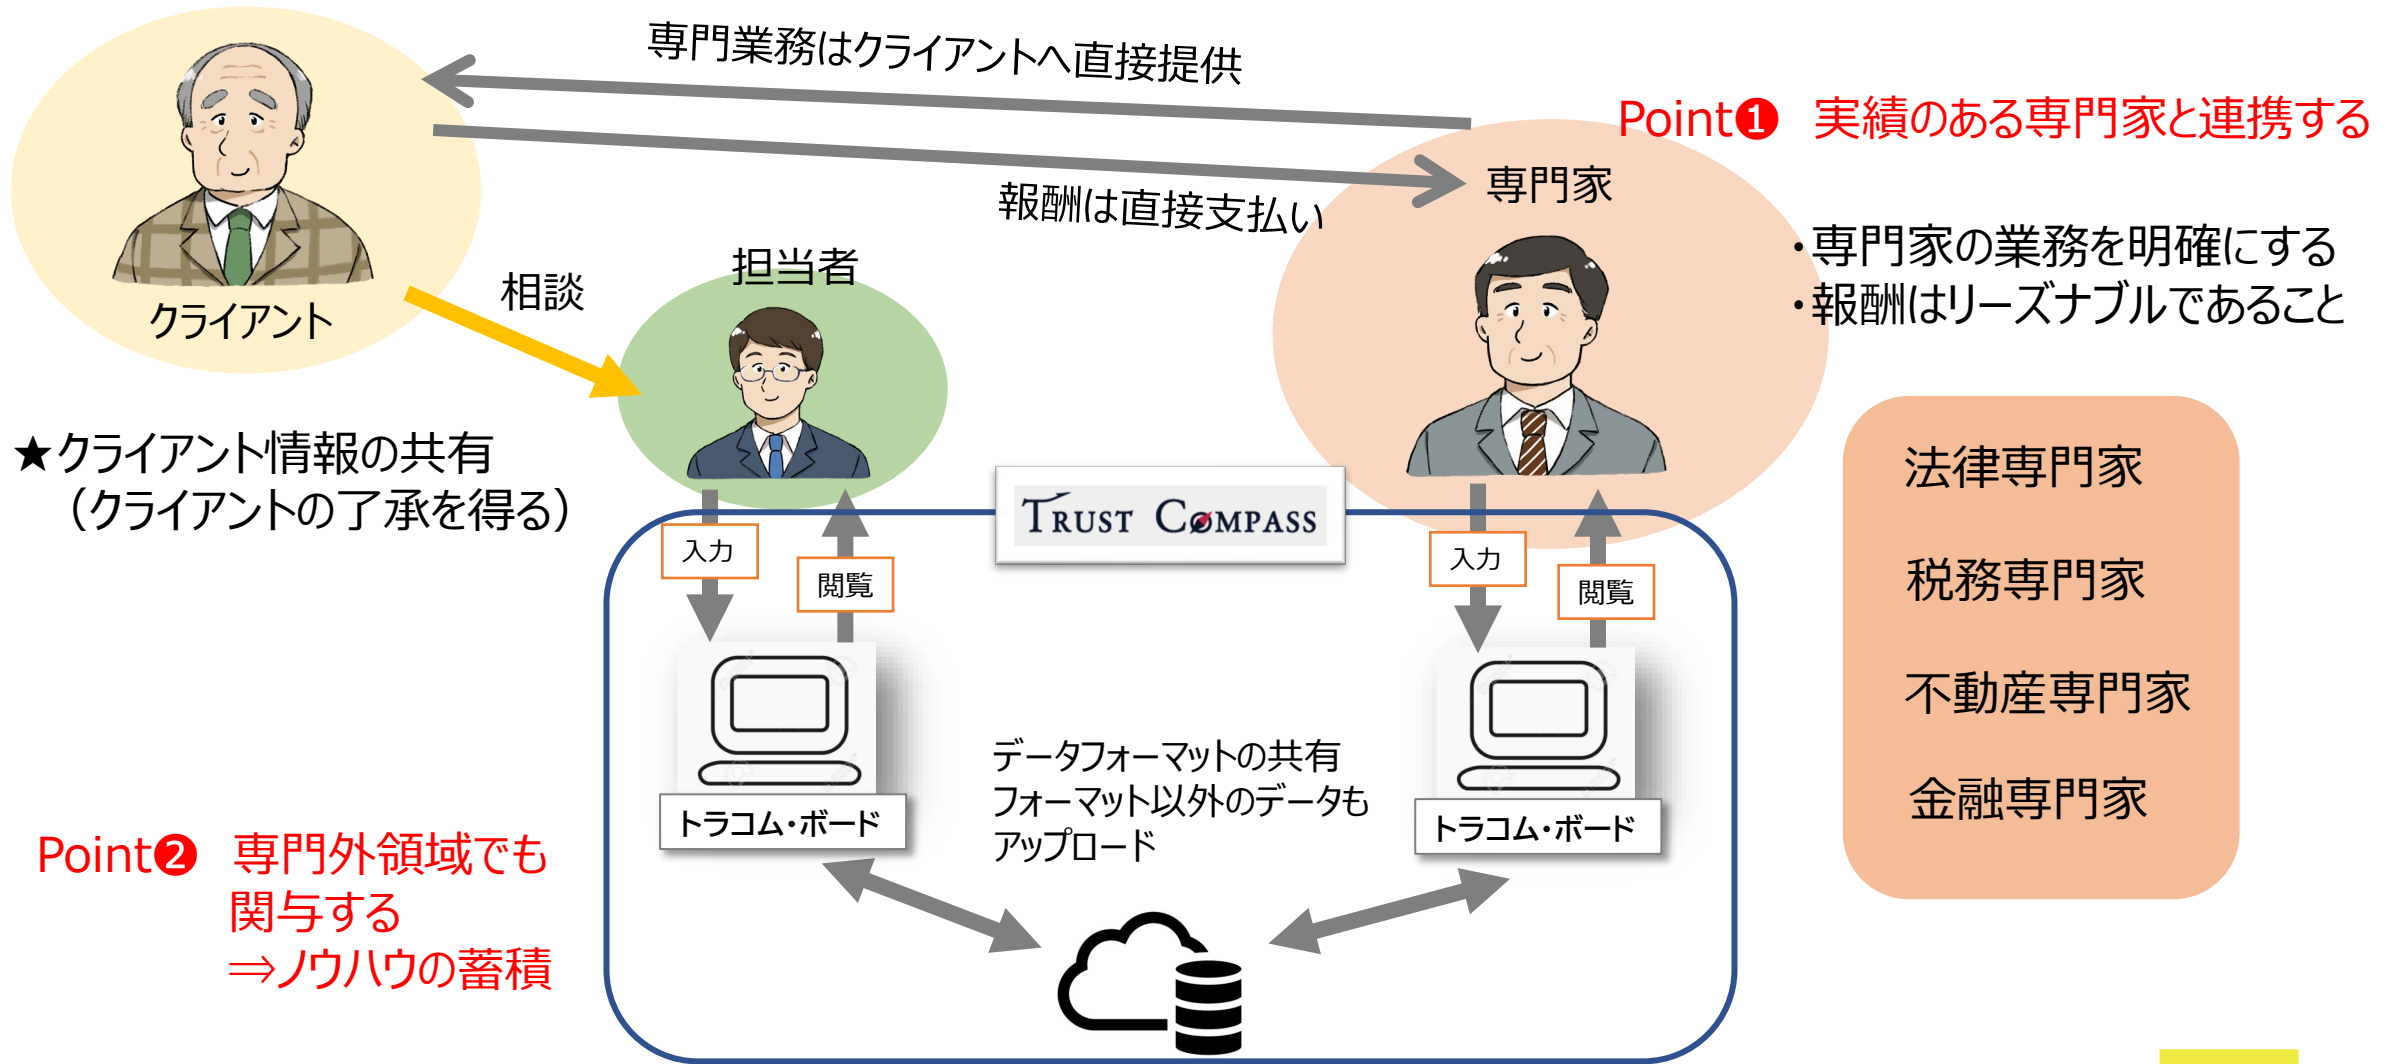 専門業務はクライアントへ直接提供
報酬は直接支払い
Point❶ 実績のある専門家と連携する
専門家
・専門家の業務を明確にする
・報酬はリーズナブルであること
クライアント
相談
担当者
★クライアント情報の共有
（クライアントの了承を得る）
TRUST COMPASS
入力
閲覧
入力
閲覧
法律専門家
税務専門家
不動産専門家
金融専門家
データフォーマットの共有
フォーマット以外のデータも
アップロード
トラコム・ボード
トラコム・ボード
Point❷ 専門外領域でも
関与する
⇒ノウハウの蓄積